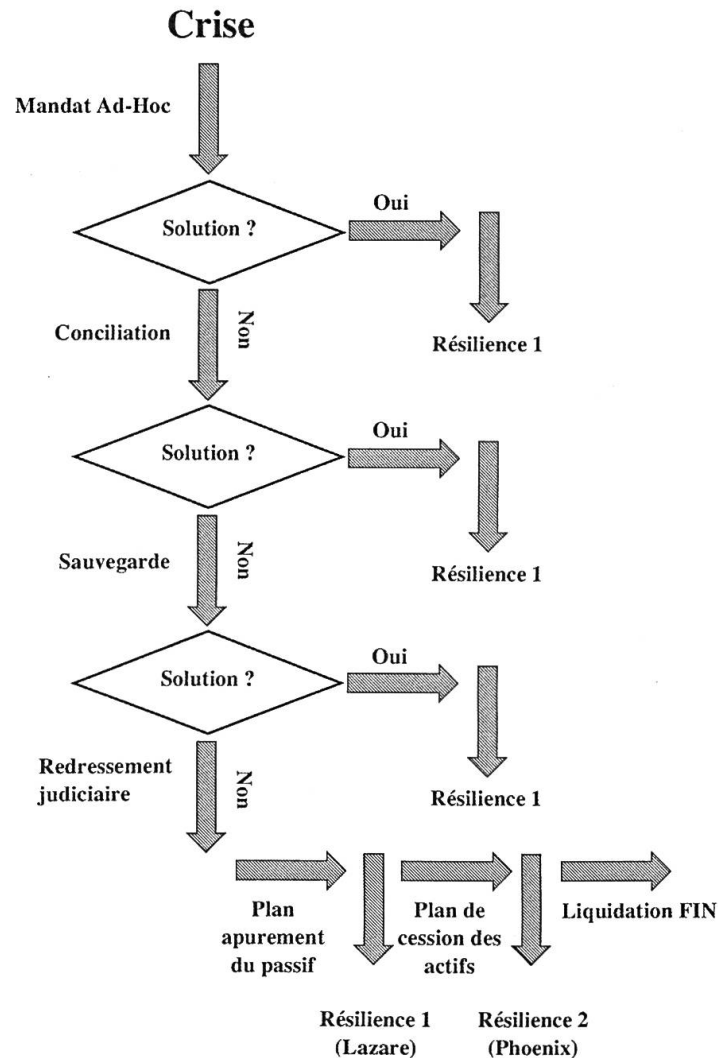 Crise
Mandat Ad-Hoc
Solution ?
Oui
Résilience 1
Conciliation
Non
Solution ?
Oui
Résilience 1
Sauvegarde
Non
Solution ?
Oui
Résilience 1
Redressement
judiciaire
Non
Plan
apurement
du passif
Plan de
cession des
actifs
Liquidation FIN
Résilience 1
(Lazare)
Résilience 2
(Phoenix)